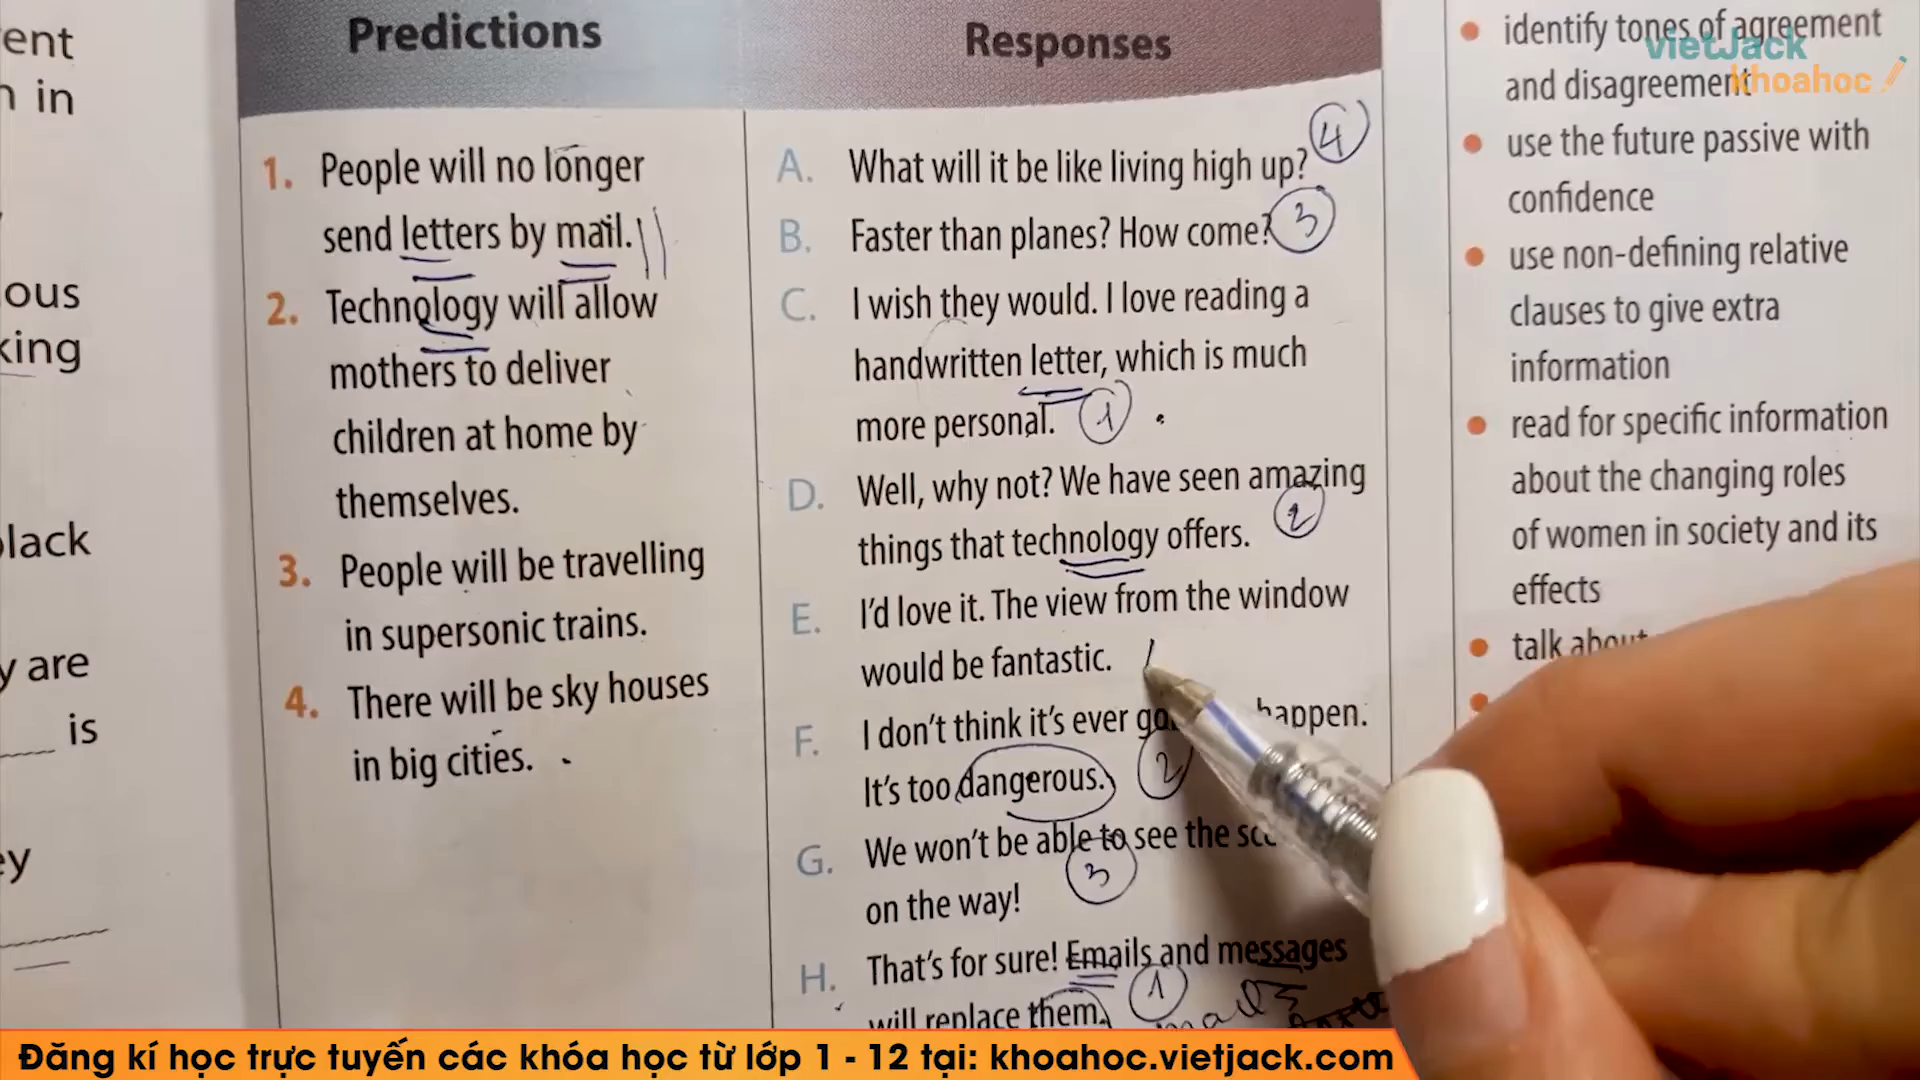 ent
n in
ous
king
lack
y are
is
ey
Predictions
1. People will no longer
send letters by mail.
2. Technology will allow
mothers to deliver
children at home by
themselves.
3. People will be travelling
in supersonic trains.
4. There will be sky houses
in big cities.
Responses
A. What will it be like living high up? 4
B. Faster than planes? How come? 3
C. I wish they would. I love reading a
handwritten letter, which is much
more personal. 1
D. Well, why not? We have seen amazing
things that technology offers. 2
E. I'd love it. The view from the window
would be fantastic.
F. I don't think it's ever happen.
It's too dangerous. 2
G. We won't be able to see the
on the way! 3
H. That's for sure! Emails and messages
will replace them. 1
identify tones of agreement
and disagreement
use the future passive with
confidence
use non-defining relative
clauses to give extra
information
read for specific information
about the changing roles
of women in society and its
effects
talk about
vietJack
khoahoc
Đăng kí học trực tuyến các khóa học từ lớp 1 - 12 tại: khoahoc.vietjack.com